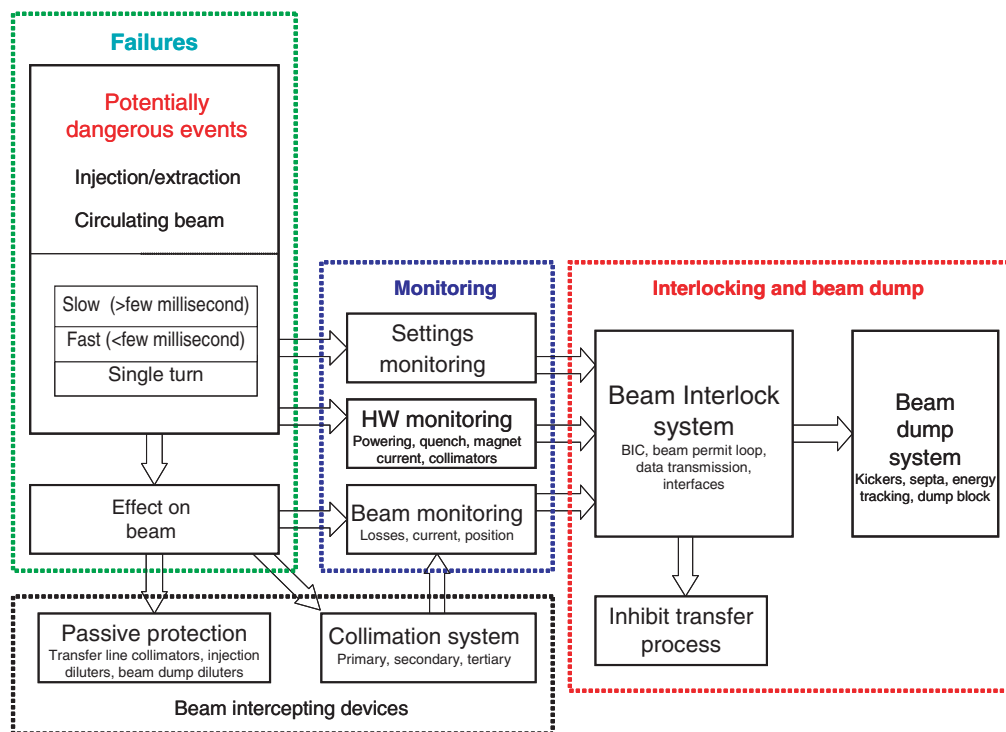 Failures
Potentially
dangerous events
Injection/extraction
Circulating beam
Slow (>few millisecond)
Fast (<few millisecond)
Single turn
Effect on
beam
Monitoring
Settings
monitoring
HW monitoring
Powering, quench, magnet
current, collimators
Beam monitoring
Losses, current, position
Interlocking and beam dump
Beam Interlock
system
BIC, beam permit loop,
data transmission,
interfaces
Beam
dump
system
Kickers, septa, energy
tracking, dump block
Inhibit transfer
process
Passive protection
Transfer line collimators, injection
diluters, beam dump diluters
Collimation system
Primary, secondary, tertiary
Beam intercepting devices